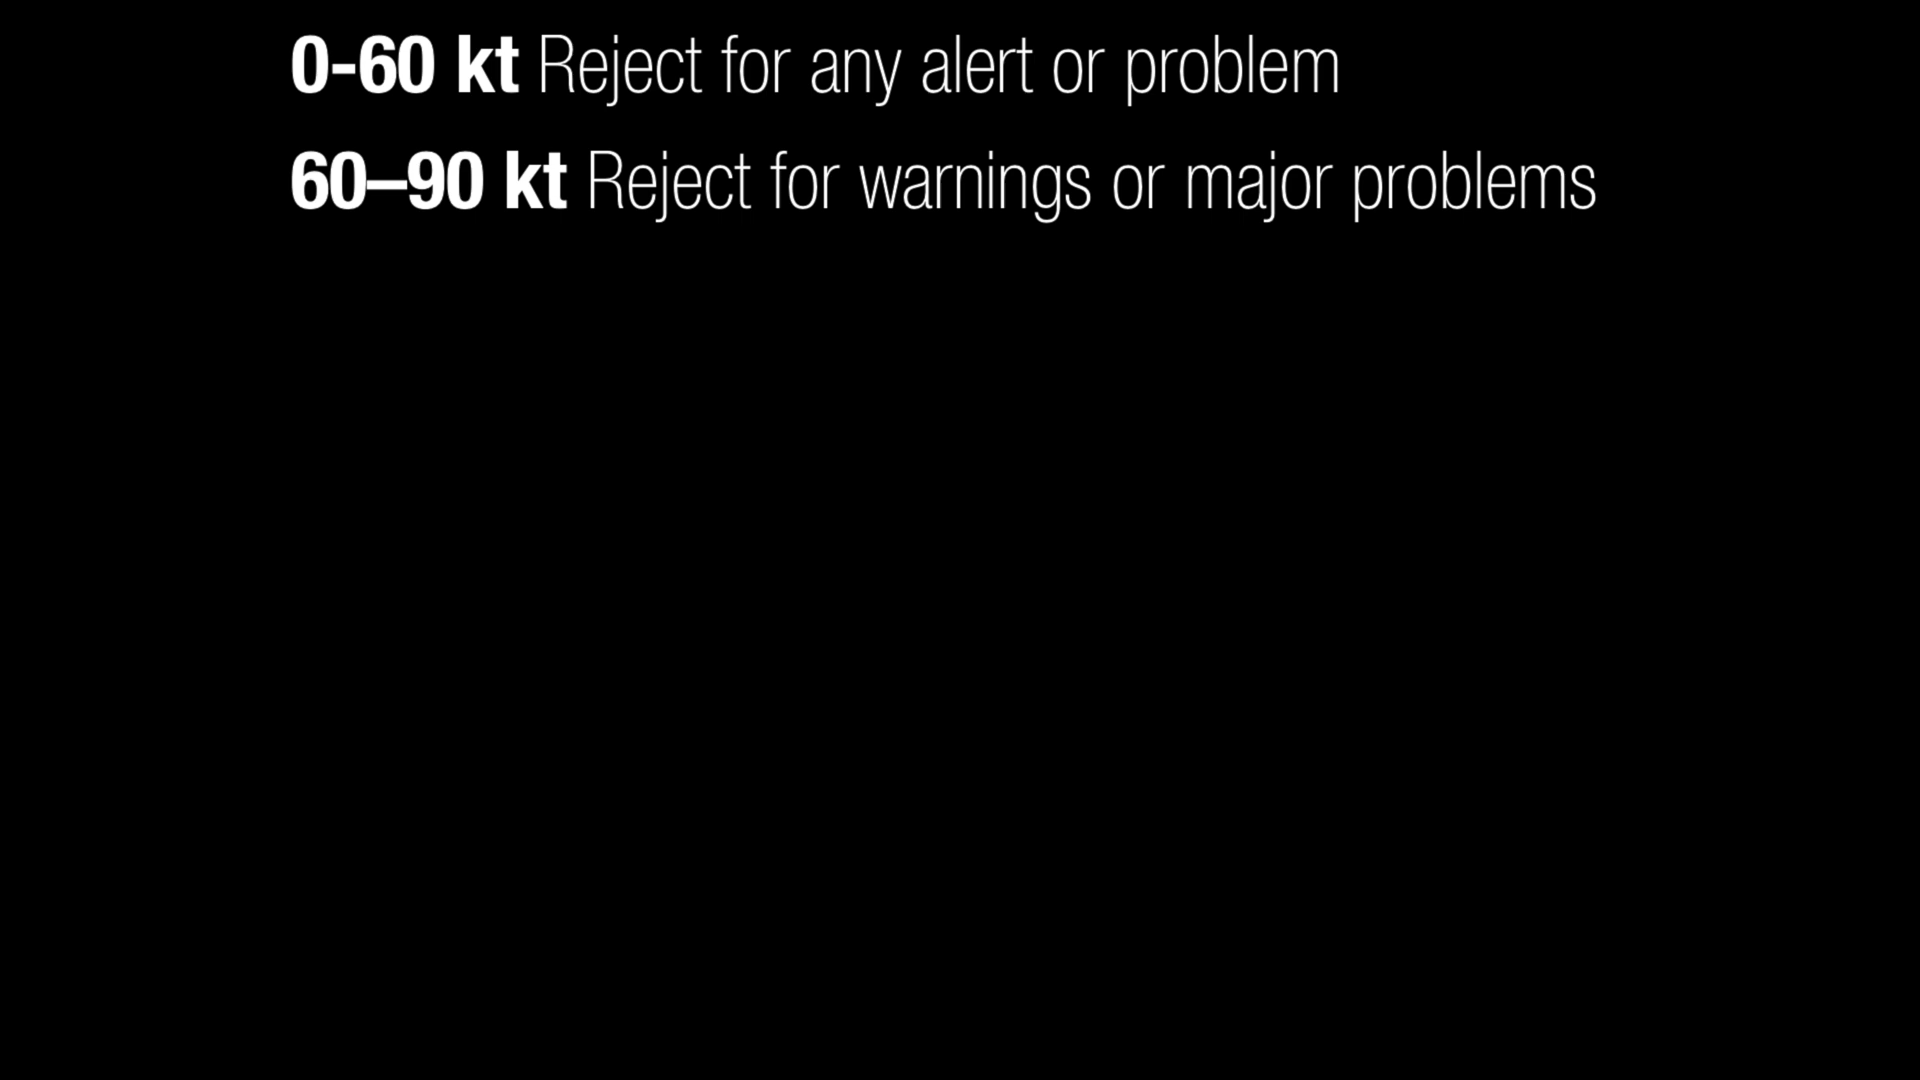 0-60 kt Reject for any alert or problem
60–90 kt Reject for warnings or major problems